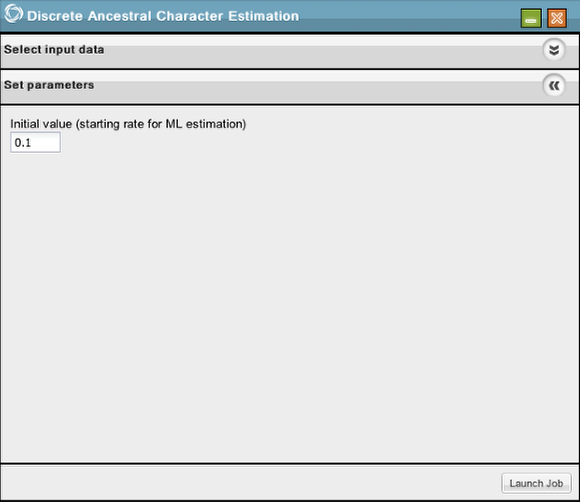 Discrete Ancestral Character Estimation
Select input data
Set parameters
Initial value (starting rate for ML estimation)
0.1
Launch Job